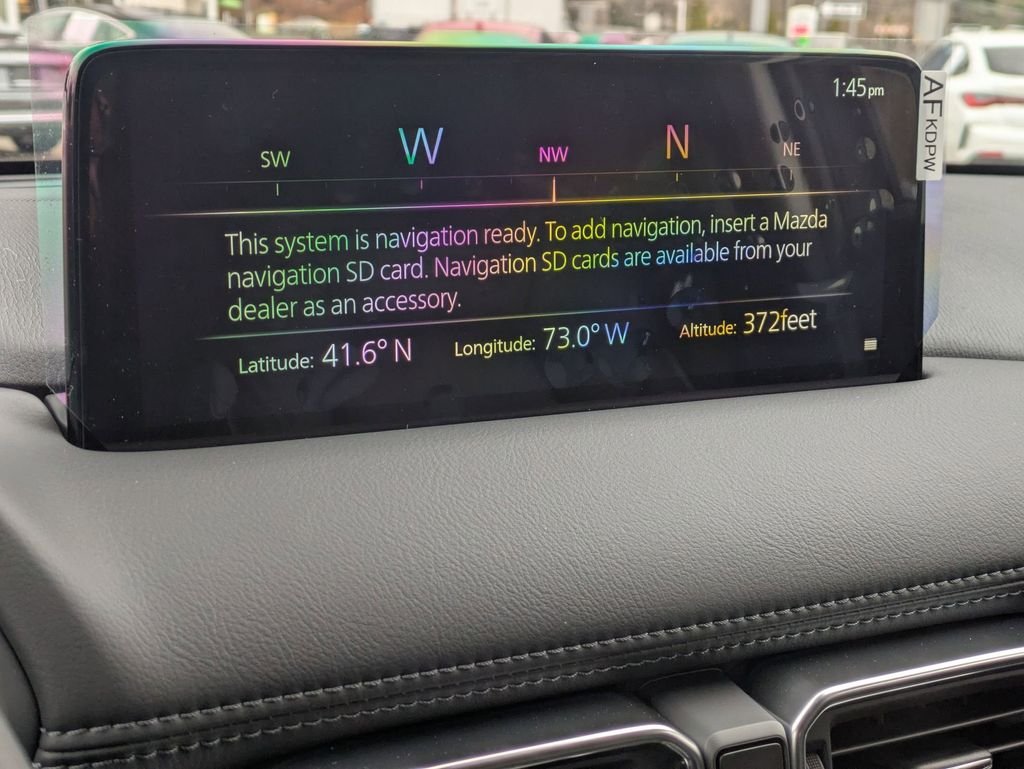 1:45pm
SW W NW N NE
This system is navigation ready. To add navigation, insert a Mazda
navigation SD card. Navigation SD cards are available from your
dealer as an accessory.
Latitude: 41.6° N Longitude: 73.0° W Altitude: 372feet
AF KDPW